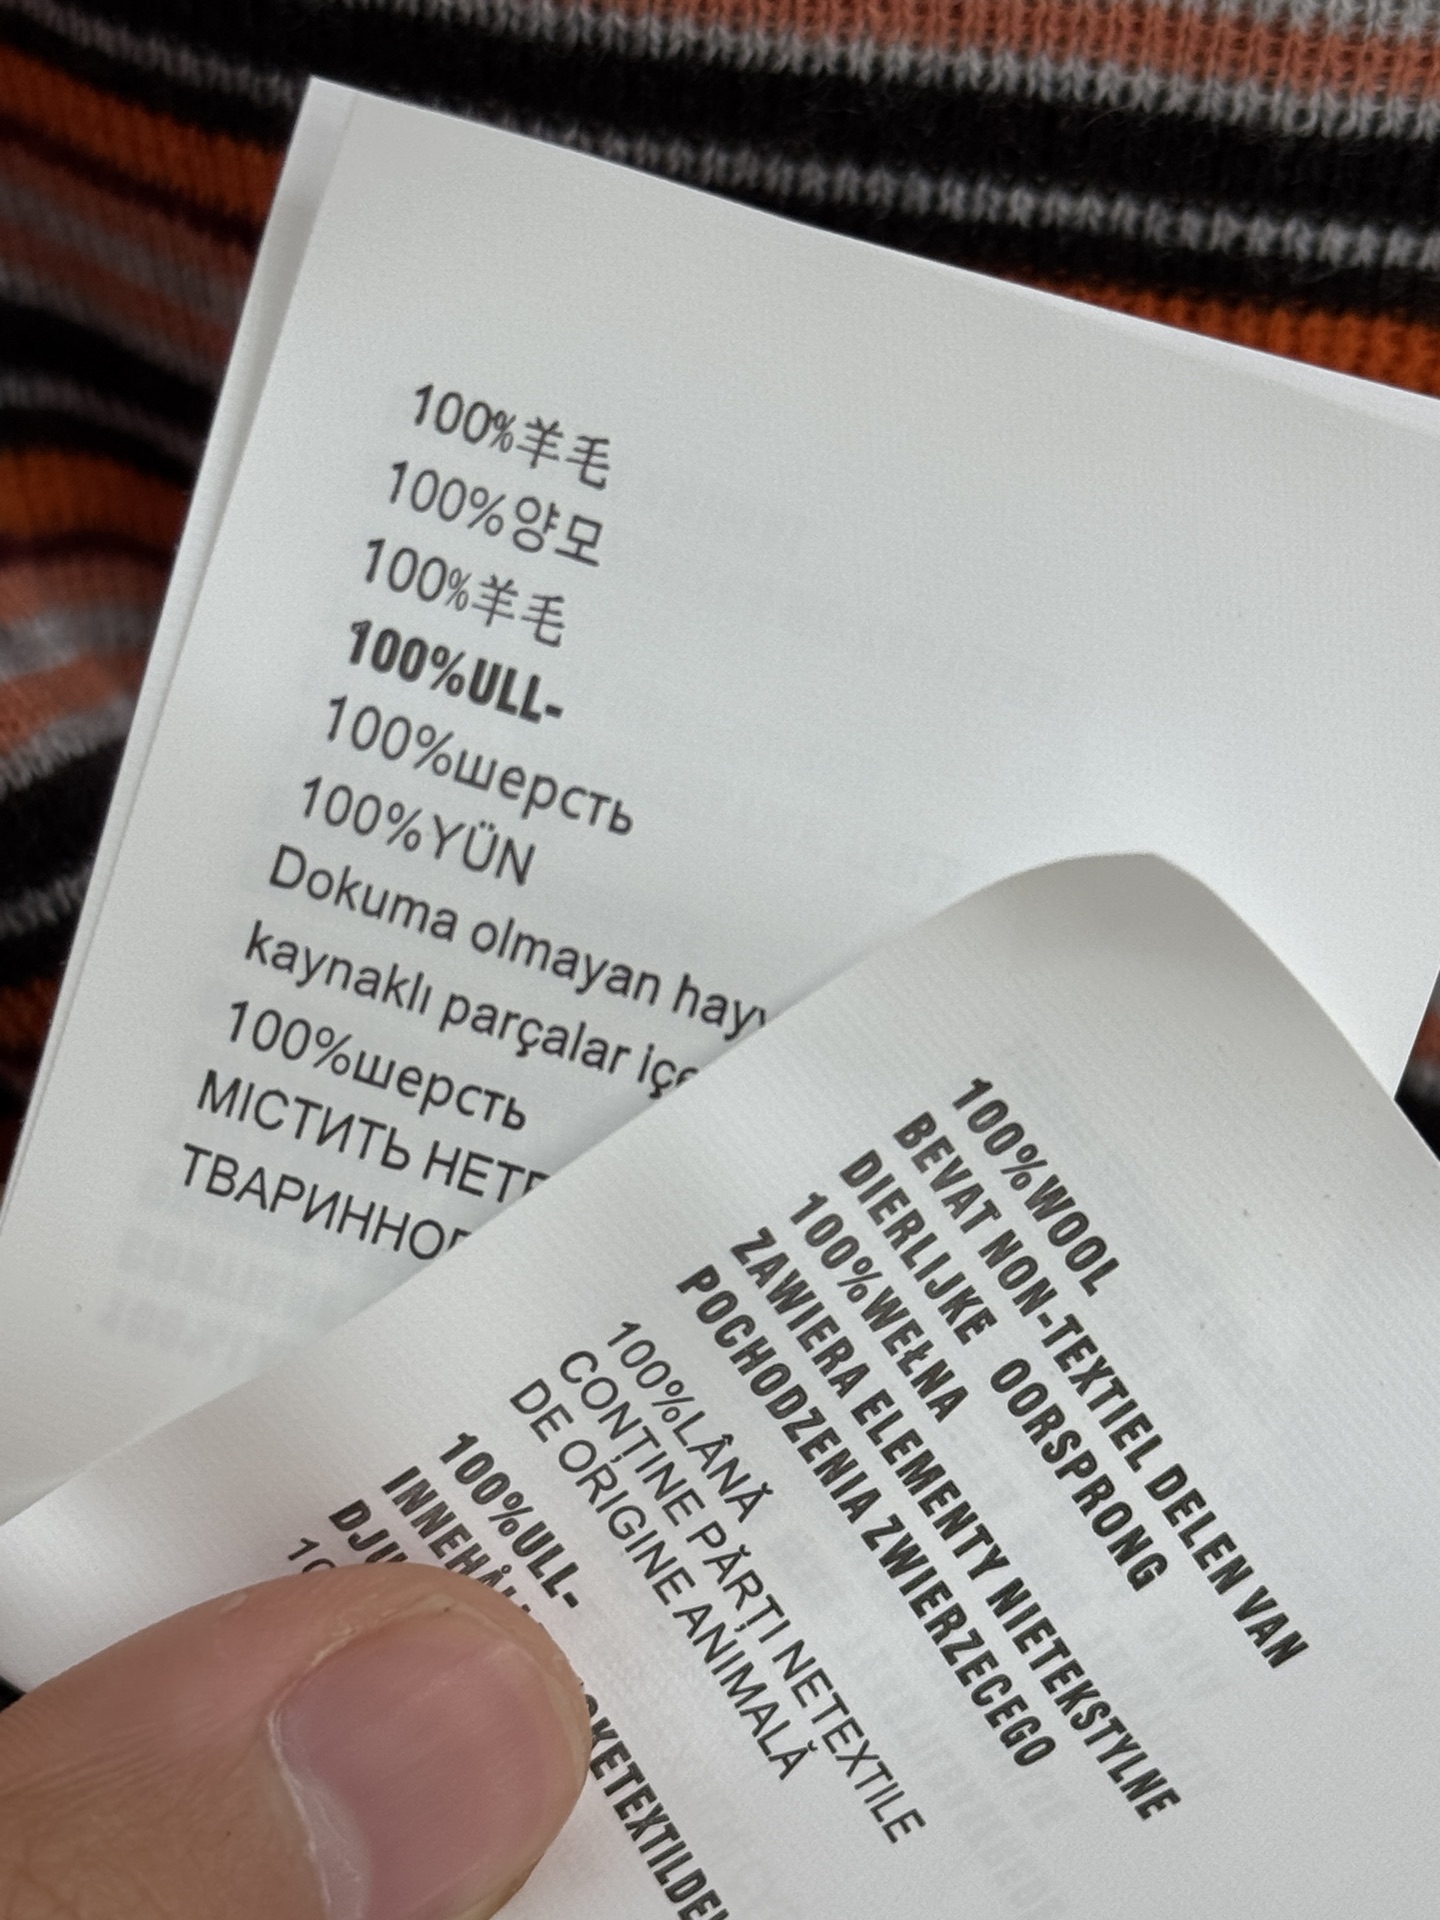 100%羊毛
100%양모
100%羊毛
100%ULL-
100%шерсть
100%YÜN
Dokuma olmayan
kaynaklı parçalar
100%шерсть
МІСТИТЬ
100%WOOL
BEVAT NON-TEXTIEL DELEN VAN
DIERLIJKE OORSPRONG
100%WEŁNA
ZAWIERA ELEMENTY NIETEKSTYLNE
POCHODZENIA ZWIERZECEGO
100%LÂNĂ
CONȚINE PĂRȚI NETEXTILE
DE ORIGINE ANIMALĂ
100%ULL-